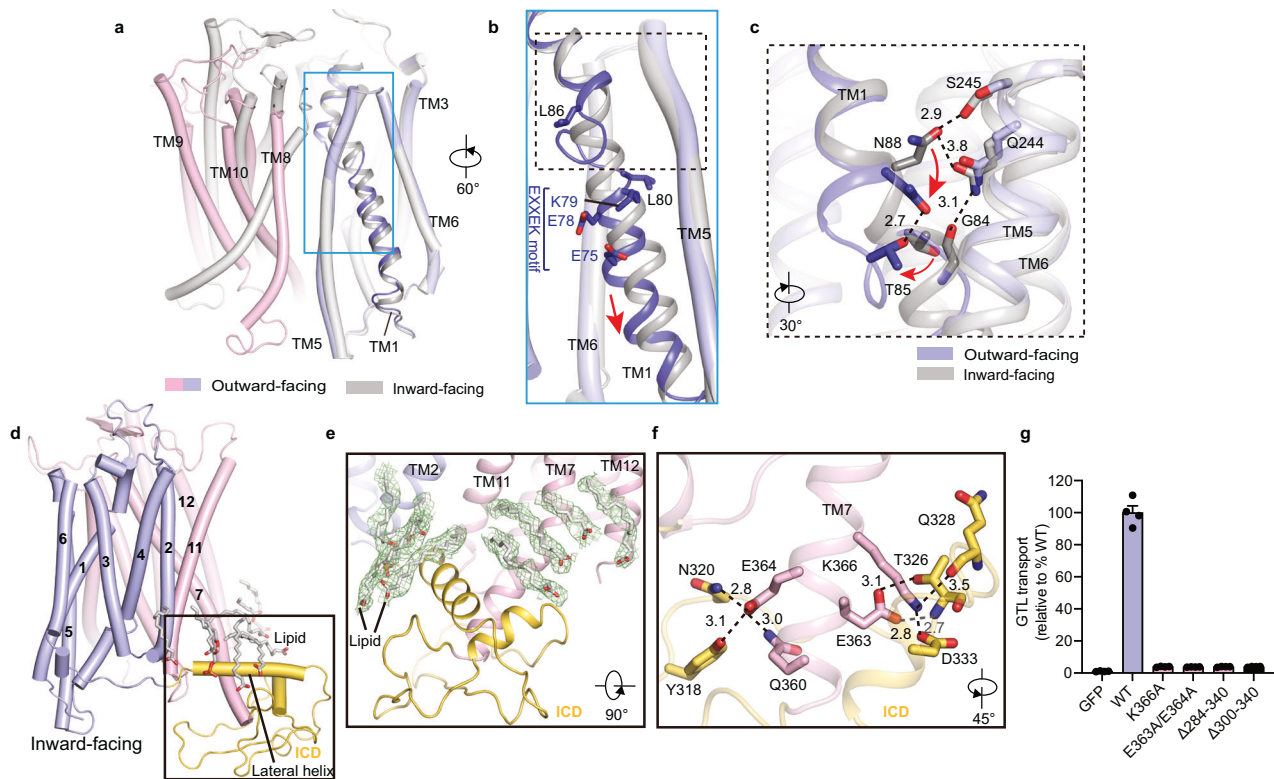 a
TM9
TM10
TM8
TM3
TM6
TM5
TM1
60°
Outward-facing
Inward-facing
b
L86
K79
E78
E75
L80
EXXEK motif
TM5
TM6
TM1
c
TM1
S245
2.9
N88
3.8
Q244
3.1
2.7
G84
TM5
T85
TM6
30°
Outward-facing
Inward-facing
d
12
6
1
3
4
2
11
7
5
Lipid
Inward-facing
ICD
Lateral helix
e
TM2
TM11
TM7
TM12
Lipid
ICD
90°
f
TM7
Q328
N320
E364
K366
T326
2.8
3.1
3.5
3.1
3.0
E363
2.8
2.7
D333
Y318
Q360
ICD
45°
g
GTL transport
(relative to % WT)
120
100
80
60
40
20
0
GFP
WT
K366A
E363A/E364A
Δ284-340
Δ300-340